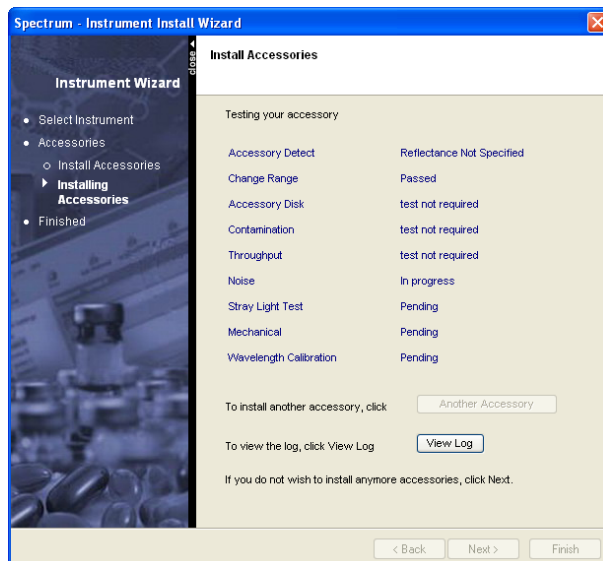 Spectrum - Instrument Install Wizard
close
Instrument Wizard
Select Instrument
Accessories
Install Accessories
Installing
Accessories
Finished
Install Accessories
Testing your accessory
Accessory Detect Reflectance Not Specified
Change Range Passed
Accessory Disk test not required
Contamination test not required
Throughput test not required
Noise In progress
Stray Light Test Pending
Mechanical Pending
Wavelength Calibration Pending
To install another accessory, click Another Accessory
To view the log, click View Log View Log
If you do not wish to install anymore accessories, click Next.
< Back Next > Finish